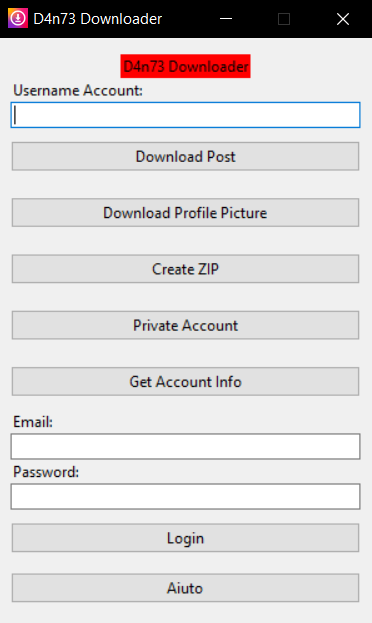 D4n73 Downloader
D4n73 Downloader
Username Account:
Download Post
Download Profile Picture
Create ZIP
Private Account
Get Account Info
Email:
Password:
Login
Aiuto